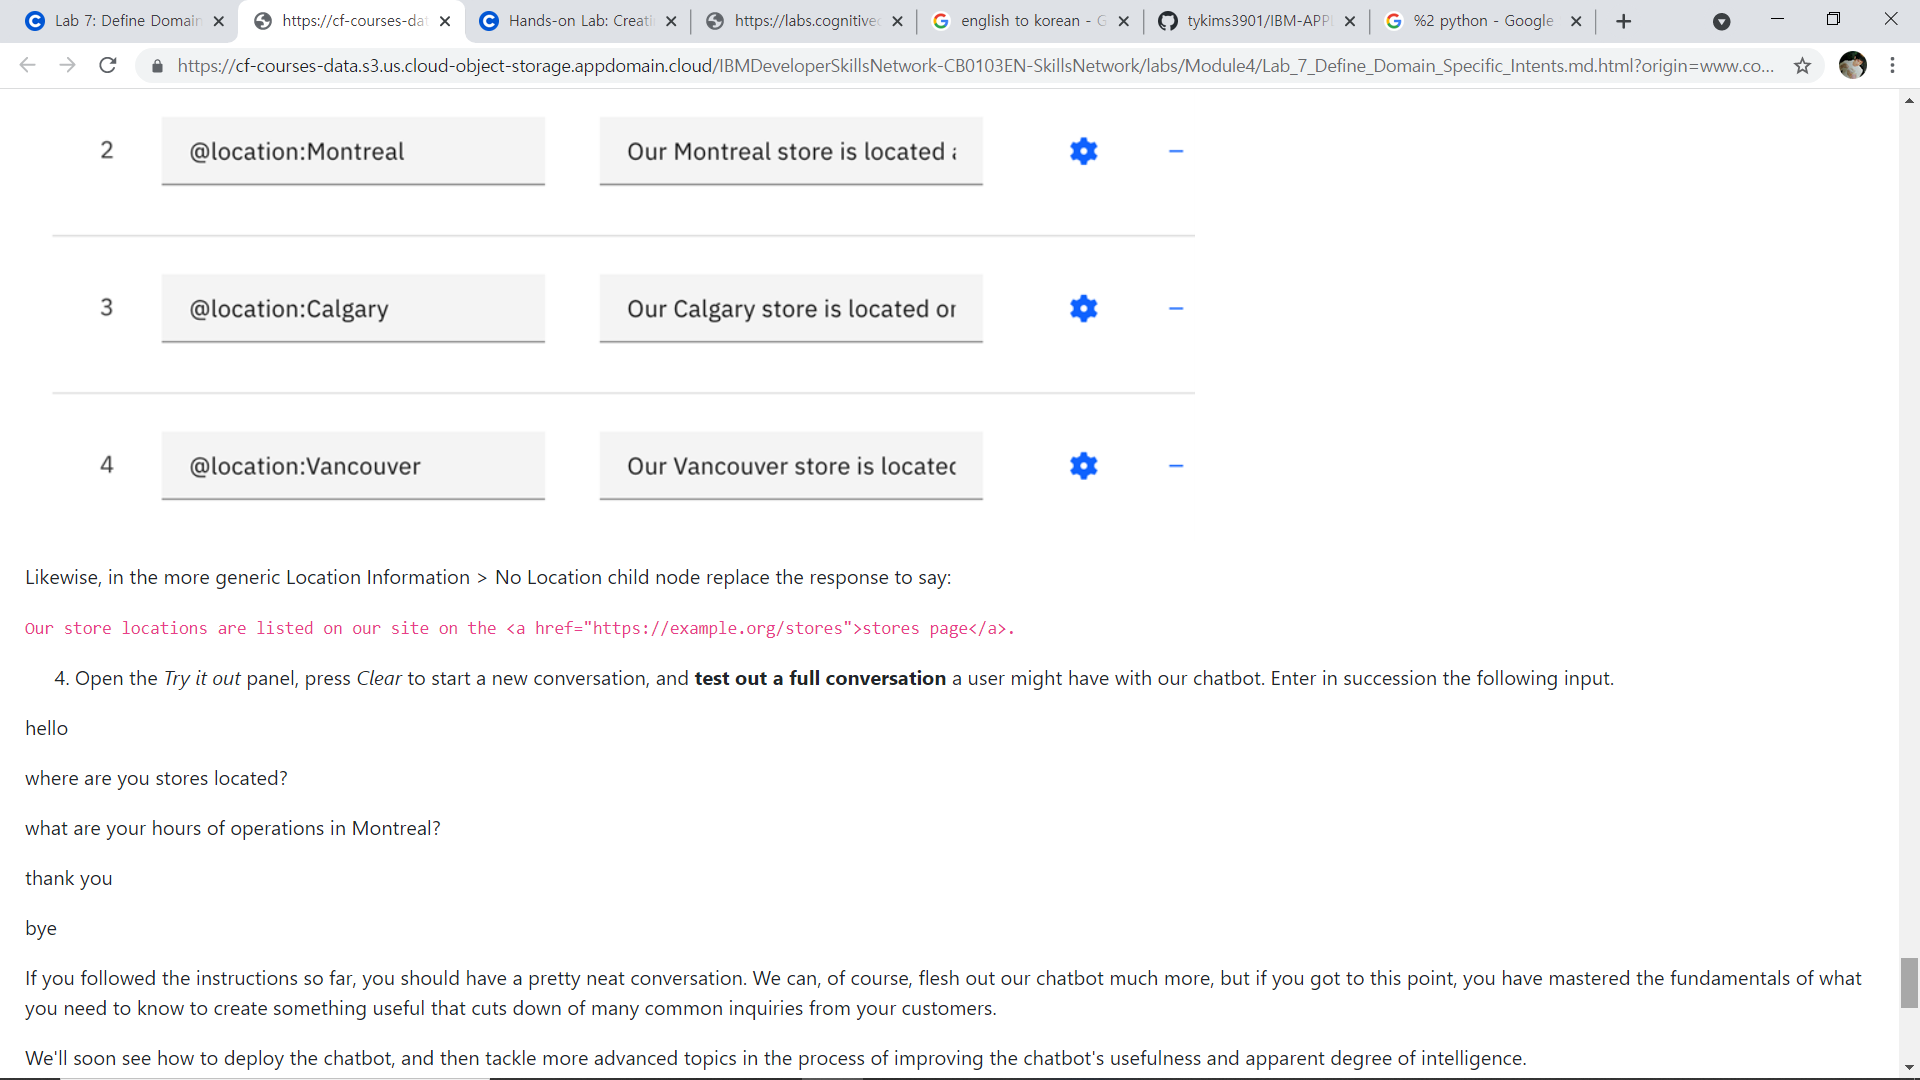 Lab 7: Define Domain
https://cf-courses-dat
Hands-on Lab: Creati
https://labs.cognitivec
english to korean - G
tykims3901/IBM-APPL
%2 python - Google
https://cf-courses-data.s3.us.cloud-object-storage.appdomain.cloud/IBMDeveloperSkillsNetwork-CB0103EN-SkillsNetwork/labs/Module4/Lab_7_Define_Domain_Specific_Intents.md.html?origin=www.co...
2 @location:Montreal Our Montreal store is located
3 @location:Calgary Our Calgary store is located or
4 @location:Vancouver Our Vancouver store is located
Likewise, in the more generic Location Information > No Location child node replace the response to say:
Our store locations are listed on our site on the <a href="https://example.org/stores">stores page</a>.
4. Open the Try it out panel, press Clear to start a new conversation, and test out a full conversation a user might have with our chatbot. Enter in succession the following input.
hello
where are you stores located?
what are your hours of operations in Montreal?
thank you
bye
If you followed the instructions so far, you should have a pretty neat conversation. We can, of course, flesh out our chatbot much more, but if you got to this point, you have mastered the fundamentals of what
you need to know to create something useful that cuts down of many common inquiries from your customers.
We'll soon see how to deploy the chatbot, and then tackle more advanced topics in the process of improving the chatbot's usefulness and apparent degree of intelligence.